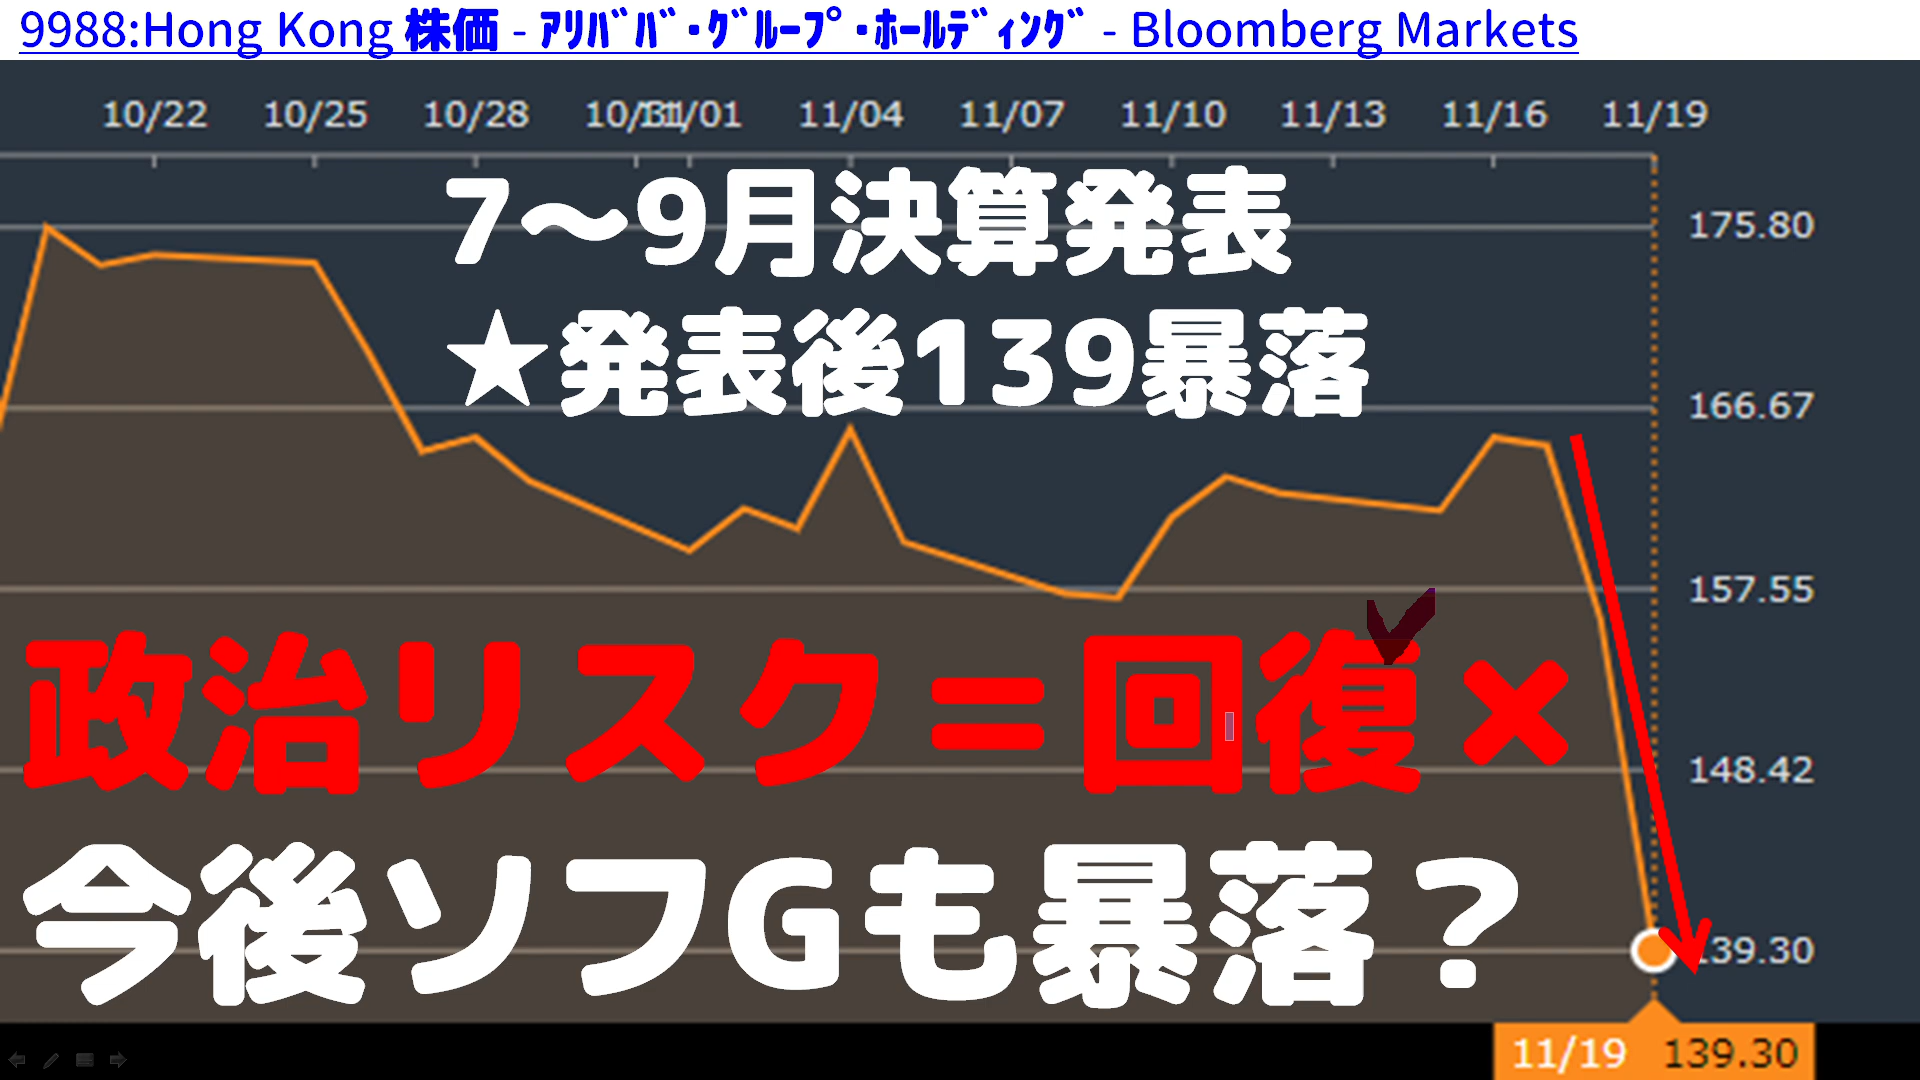 9988:Hong Kong 株価 - ｱﾘﾊﾞﾊﾞ･ｸﾞﾙｰﾌﾟ･ﾎｰﾙﾃﾞｨﾝｸﾞ - Bloomberg Markets
10/22 10/25 10/28 10/31 11/01 11/04 11/07 11/10 11/13 11/16 11/19
7～9月決算発表
175.80
★発表後139暴落
166.67
157.55
政治リスク＝回復×
148.42
今後ソフGも暴落？
139.30
11/19 139.30